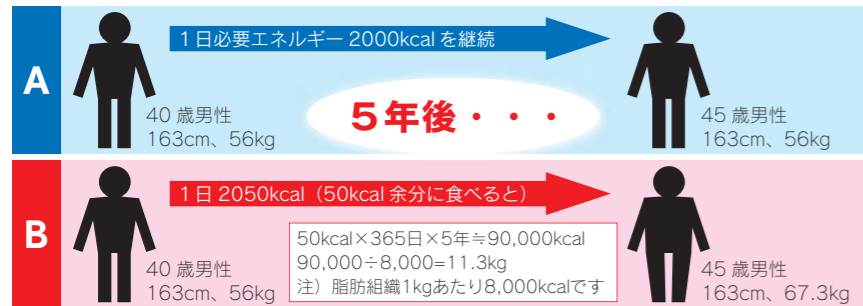 A
1日必要エネルギー 2000kcal を継続
40 歳男性
163cm、56kg
5年後・・・
45 歳男性
163cm、56kg
B
1日 2050kcal（50kcal 余分に食べると）
40 歳男性
163cm、56kg
50kcal×365日×5年≒90,000kcal
90,000÷8,000=11.3kg
注）脂肪組織1kgあたり8,000kcalです
45 歳男性
163cm、67.3kg